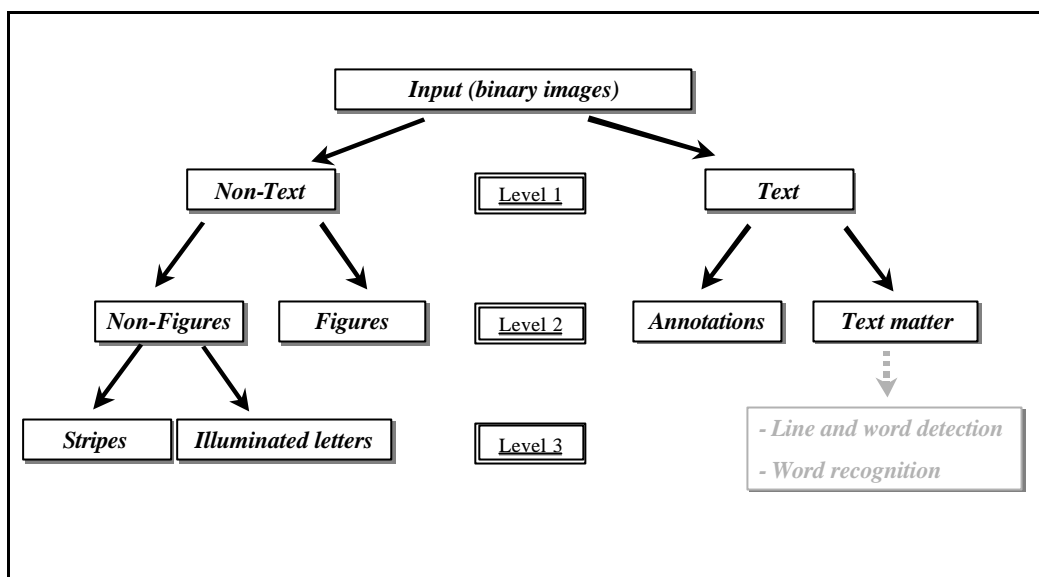 Input (binary images)
Non-Text
Level 1
Text
Non-Figures
Figures
Level 2
Annotations
Text matter
Stripes
Illuminated letters
Level 3
- Line and word detection
- Word recognition